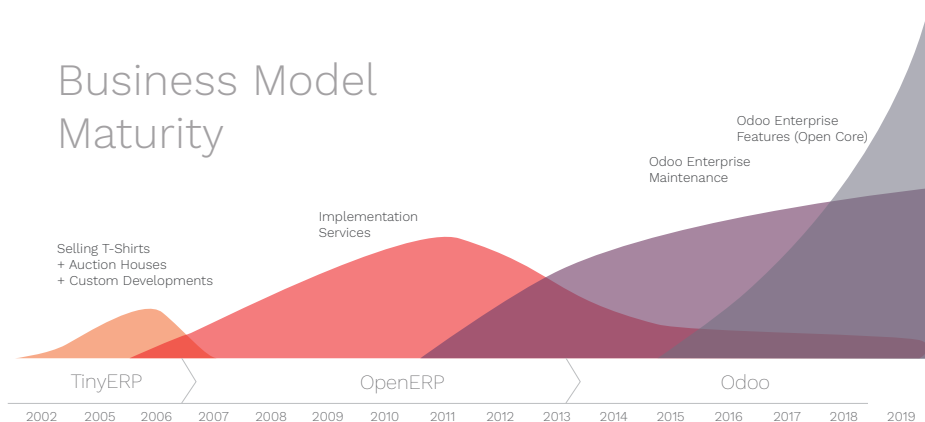 Business Model
Maturity
Odoo Enterprise
Features (Open Core)
Odoo Enterprise
Maintenance
Implementation
Services
Selling T-Shirts
+ Auction Houses
+ Custom Developments
TinyERP OpenERP Odoo
2002 2005 2006 2007 2008 2009 2010 2011 2012 2013 2014 2015 2016 2017 2018 2019